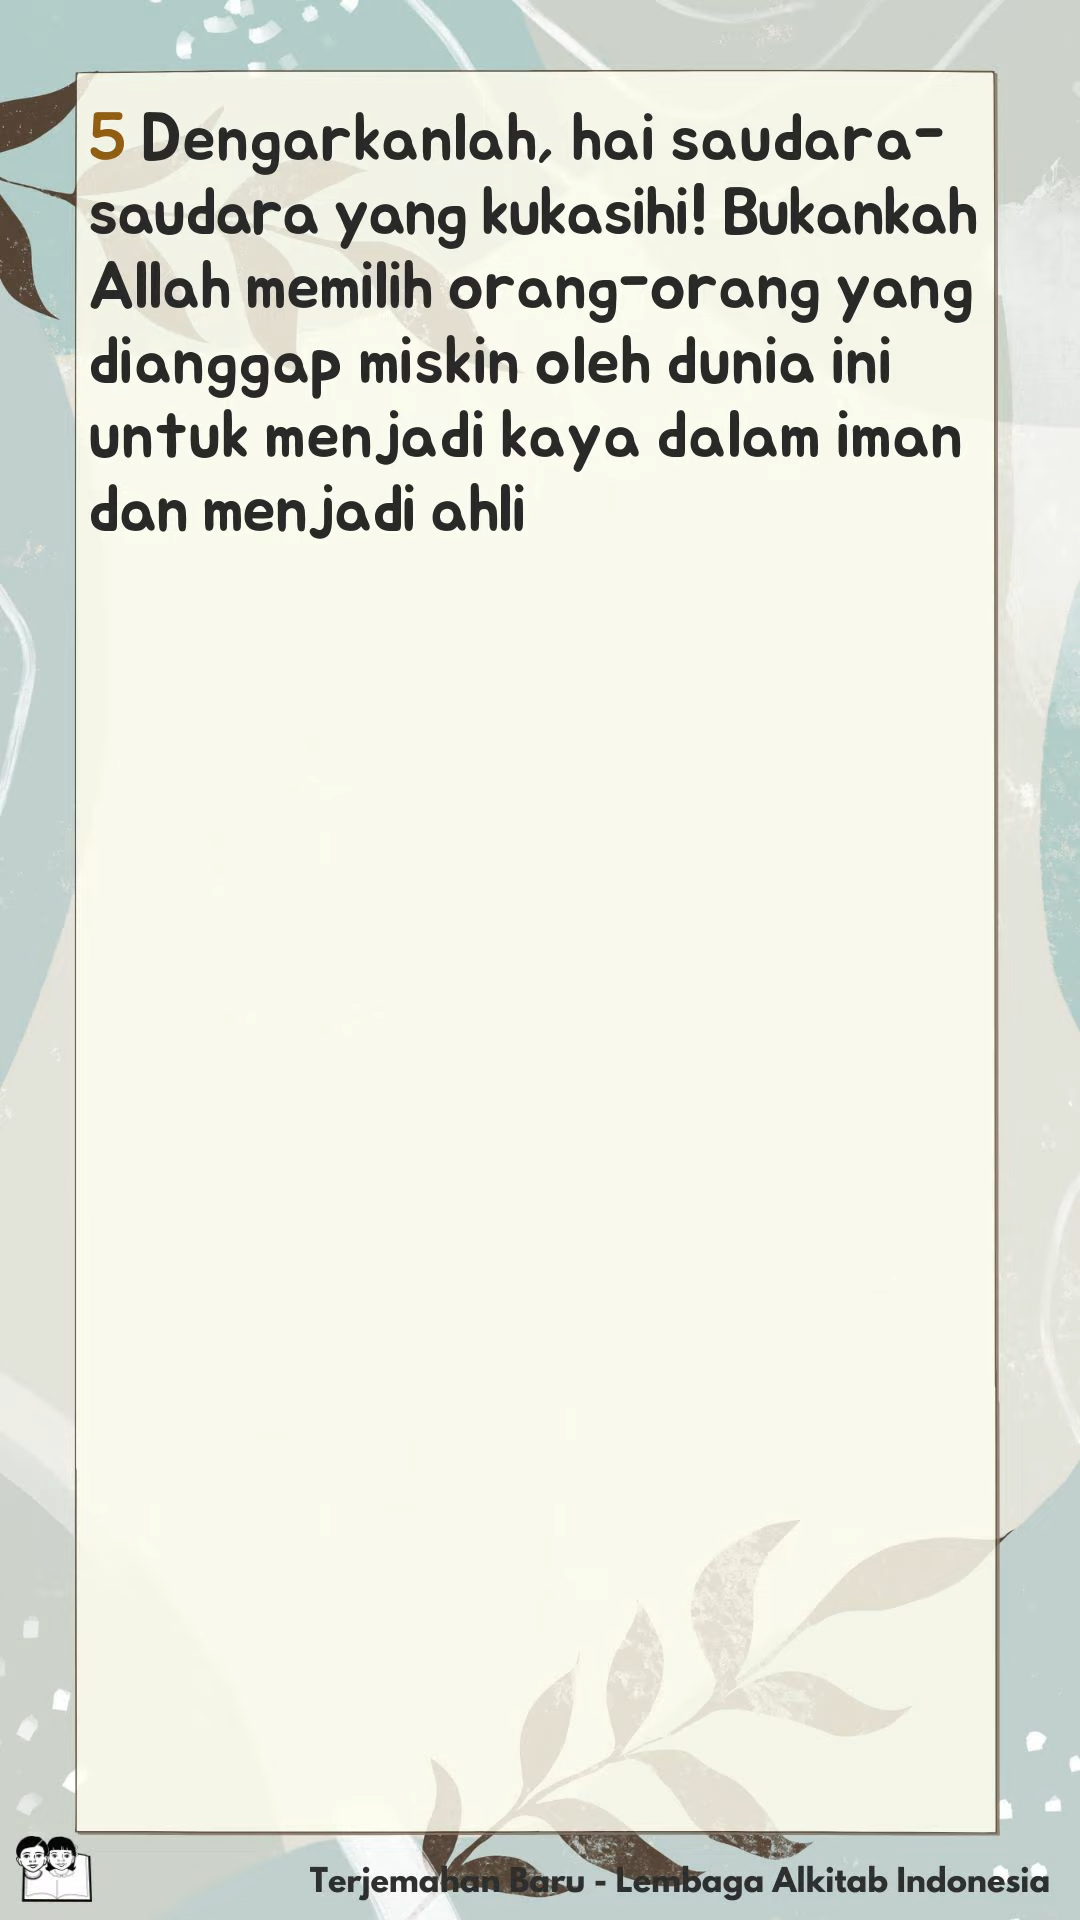 5 Dengarkanlah, hai saudara-
saudara yang kukasihi! Bukankah
Allah memilih orang-orang yang
dianggap miskin oleh dunia ini
untuk menjadi kaya dalam iman
dan menjadi ahli
Terjemahan Baru - Lembaga Alkitab Indonesia